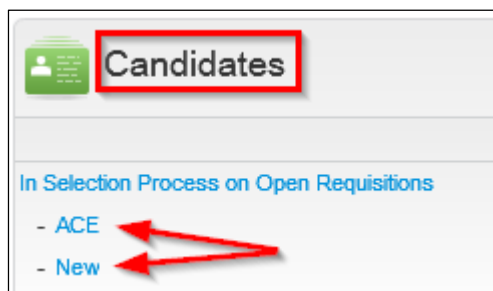 Candidates
In Selection Process on Open Requisitions
- ACE
- New